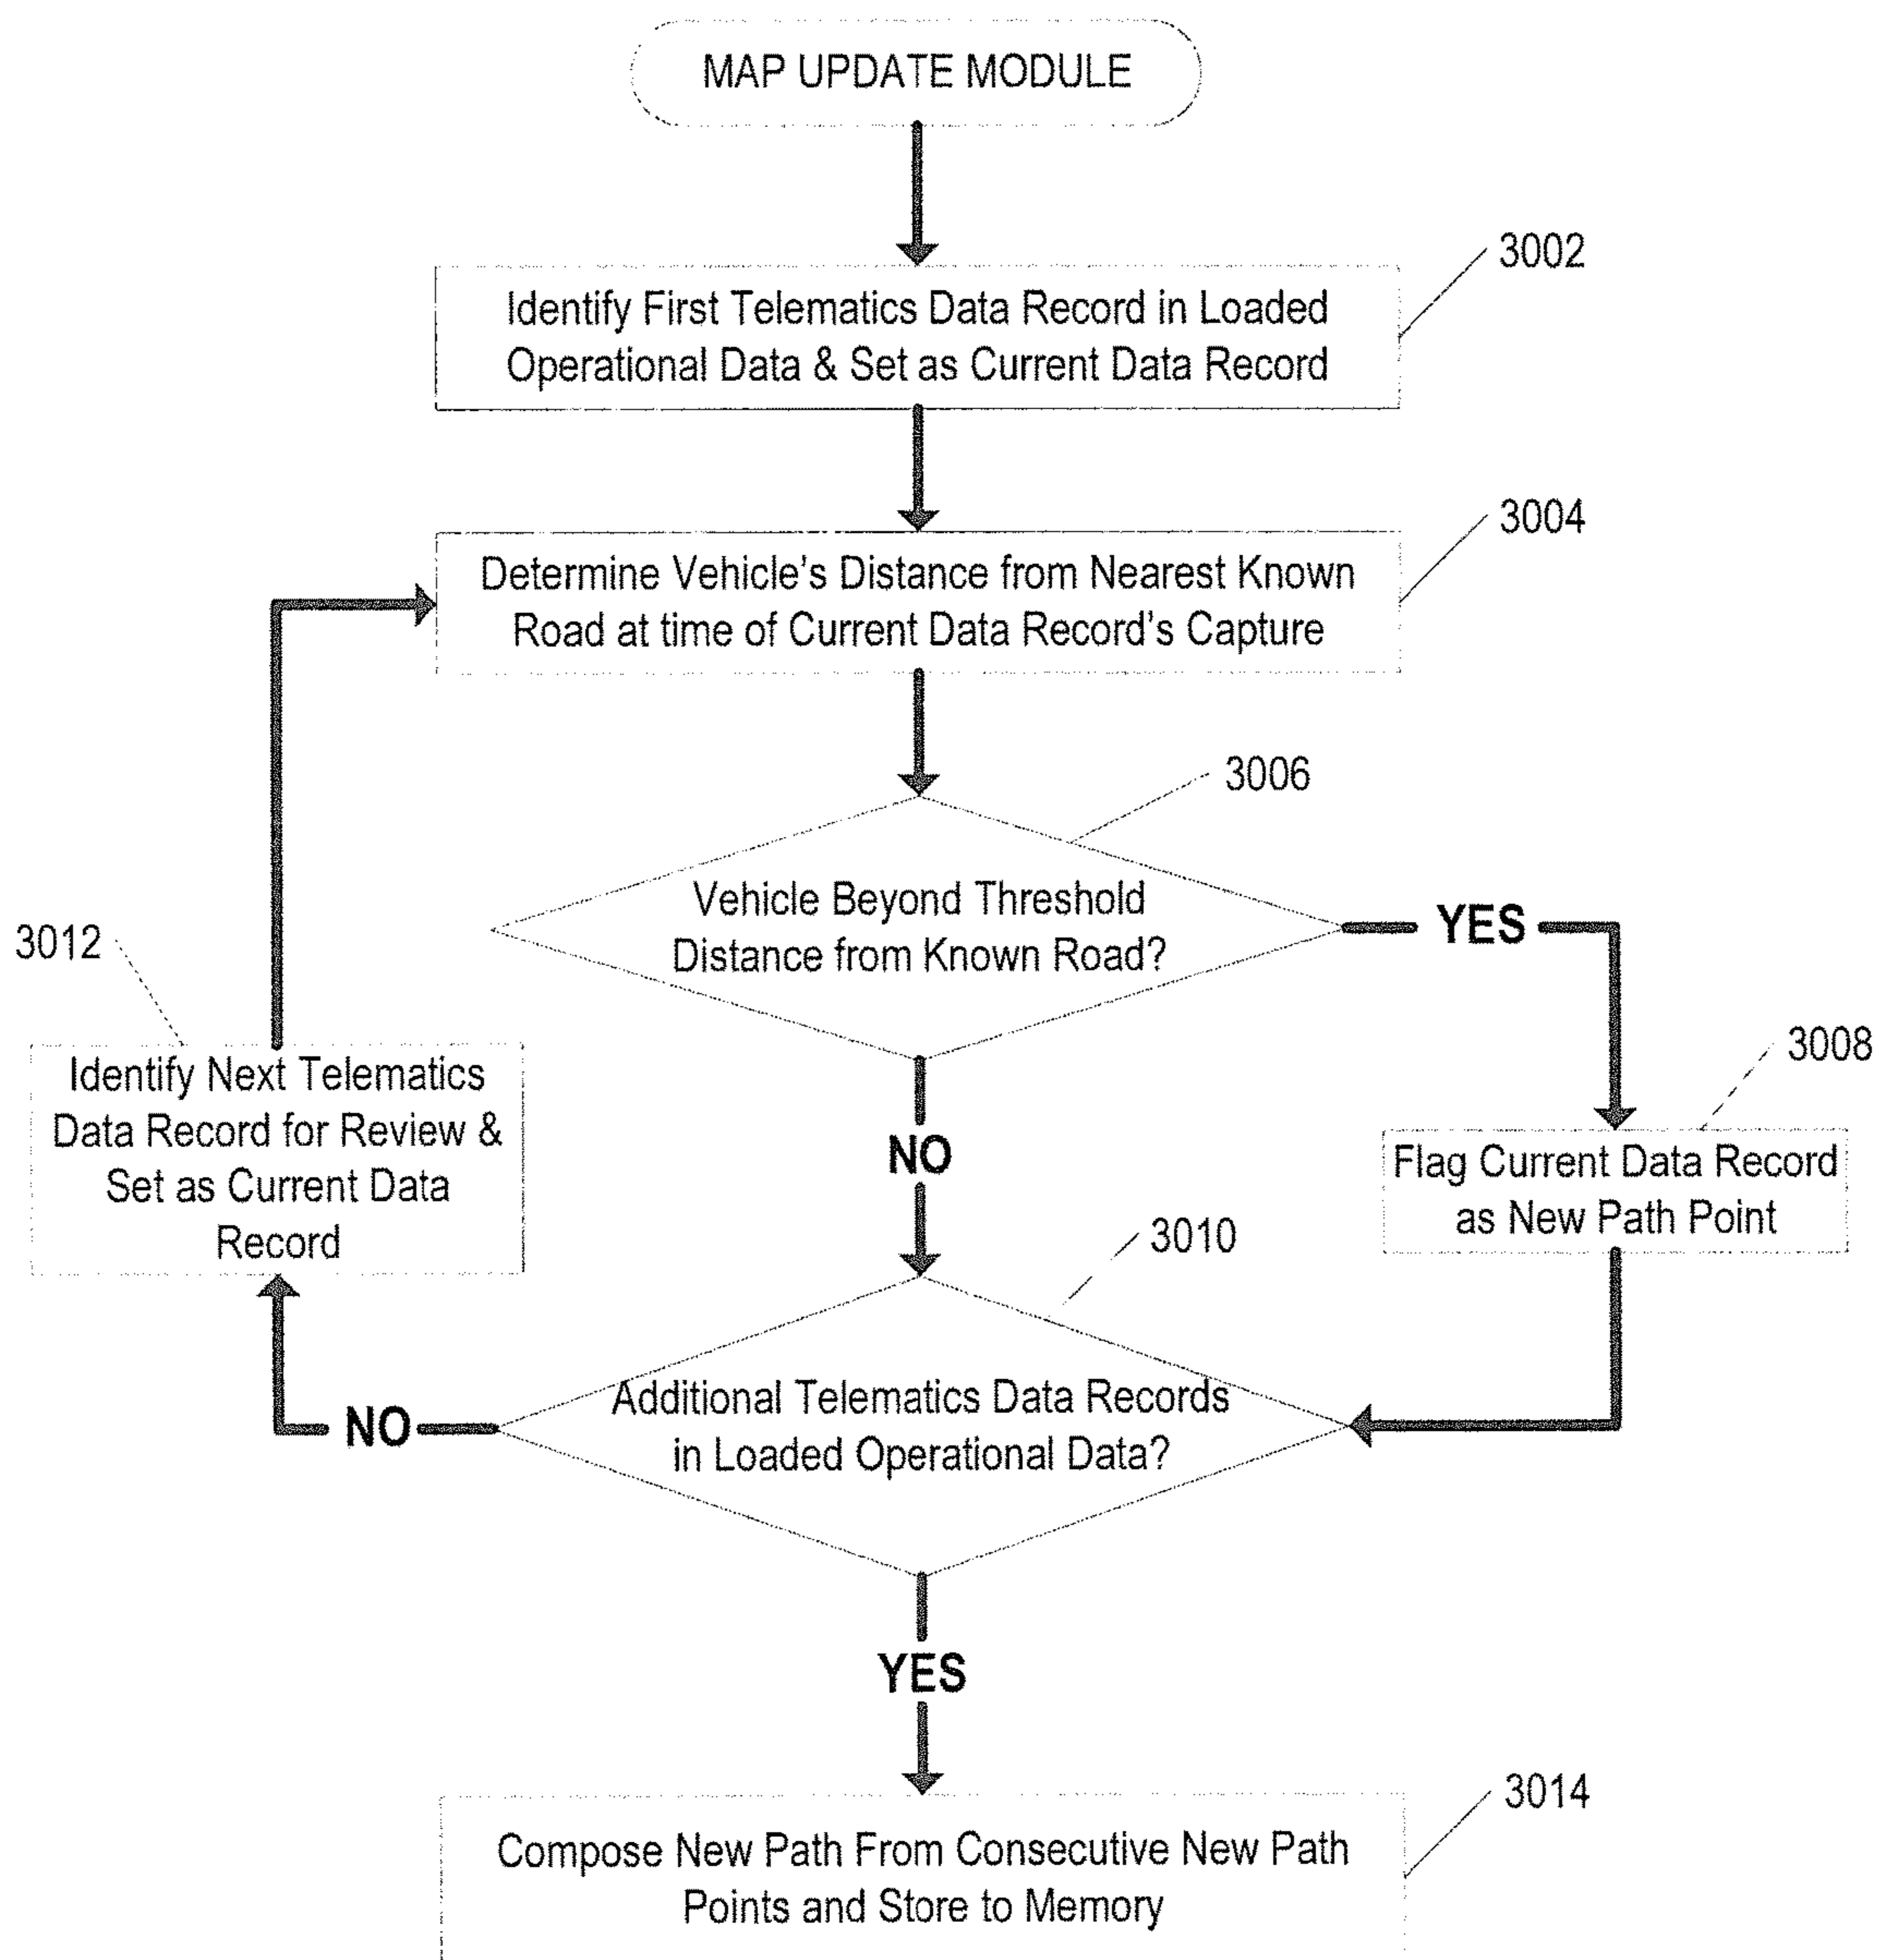 MAP UPDATE MODULE
3002
Identify First Telematics Data Record in Loaded
Operational Data & Set as Current Data Record
3004
Determine Vehicle's Distance from Nearest Known
Road at time of Current Data Record's Capture
3006
Vehicle Beyond Threshold
Distance from Known Road?
YES
3012
Identify Next Telematics
Data Record for Review &
Set as Current Data
Record
NO
3008
Flag Current Data Record
as New Path Point
3010
Additional Telematics Data Records
in Loaded Operational Data?
NO
YES
3014
Compose New Path From Consecutive New Path
Points and Store to Memory